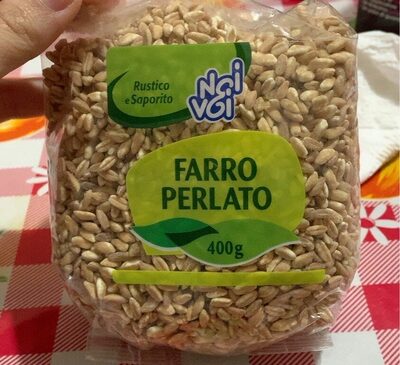 Rustico
e Saporito
Noi
Voi
FARRO
PERLATO
400g